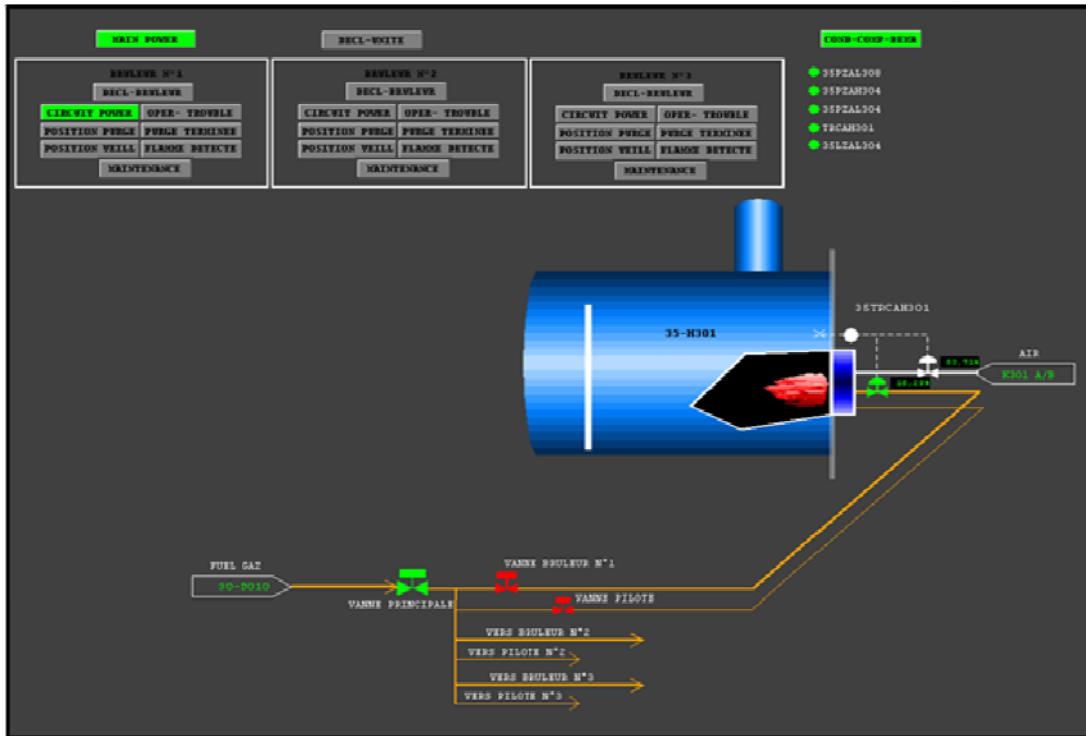 MAIN POWER
DECL-UNITE
COND-COMP-DEMA
BRULEUR N°1
DECL-BRULEUR
CIRCUIT POWER
OPER- TROUBLE
POSITION PURGE
PURGE TERMINEE
POSITION VEILL
FLAMME DETECTE
MAINTENANCE
BRULEUR N°2
DECL-BRULEUR
CIRCUIT POWER
OPER- TROUBLE
POSITION PURGE
PURGE TERMINEE
POSITION VEILL
FLAMME DETECTE
MAINTENANCE
BRULEUR N°3
DECL-BRULEUR
CIRCUIT POWER
OPER- TROUBLE
POSITION PURGE
PURGE TERMINEE
POSITION VEILL
FLAMME DETECTE
MAINTENANCE
35PZAL308
35PZAH304
35PZAL304
TRCAH301
35LZAL304
35TRCAH301
35-H301
AIR
K301 A/B
FUEL GAZ
VANNE PRINCIPALE
VANNE BRULEUR N°1
VANNE PILOTE
VERS BRULEUR N°2
VERS PILOTE N°2
VERS BRULEUR N°3
VERS PILOTE N°3